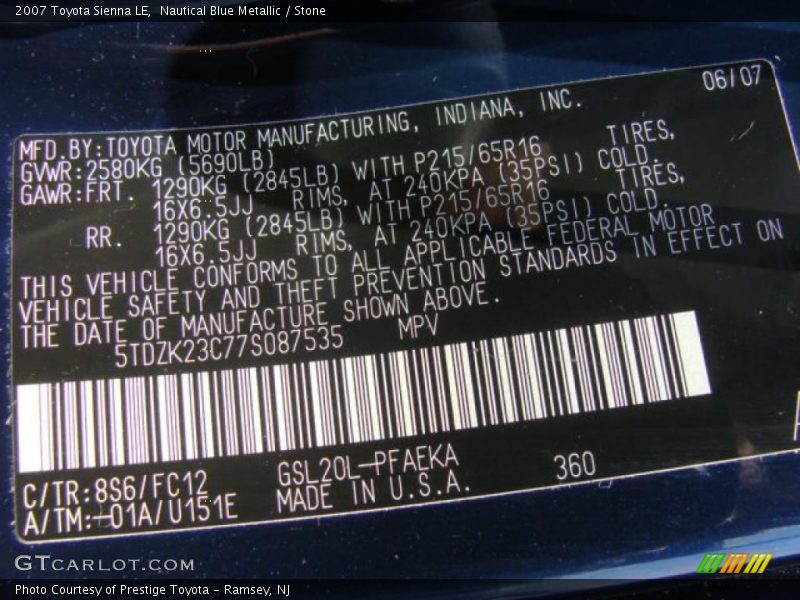 2007 Toyota Sienna LE,  Nautical Blue Metallic / Stone
06/07
MFD.BY:TOYOTA MOTOR MANUFACTURING, INDIANA, INC.
GVWR:2580KG (5690LB)
GAWR:FRT. 1290KG (2845LB) WITH P215/65R16 TIRES,
16X6.5JJ RIMS, AT 240KPA (35PSI) COLD.
RR. 1290KG (2845LB) WITH P215/65R16 TIRES,
16X6.5JJ RIMS, AT 240KPA (35PSI) COLD.
THIS VEHICLE CONFORMS TO ALL APPLICABLE FEDERAL MOTOR
VEHICLE SAFETY AND THEFT PREVENTION STANDARDS IN EFFECT ON
THE DATE OF MANUFACTURE SHOWN ABOVE.
5TDZK23C77S087535 MPV
C/TR:8S6/FC12 GSL20L-PFAEKA 360
A/TM:-01A/U151E MADE IN U.S.A.
GTCARLOT.COM
Photo Courtesy of Prestige Toyota - Ramsey, NJ